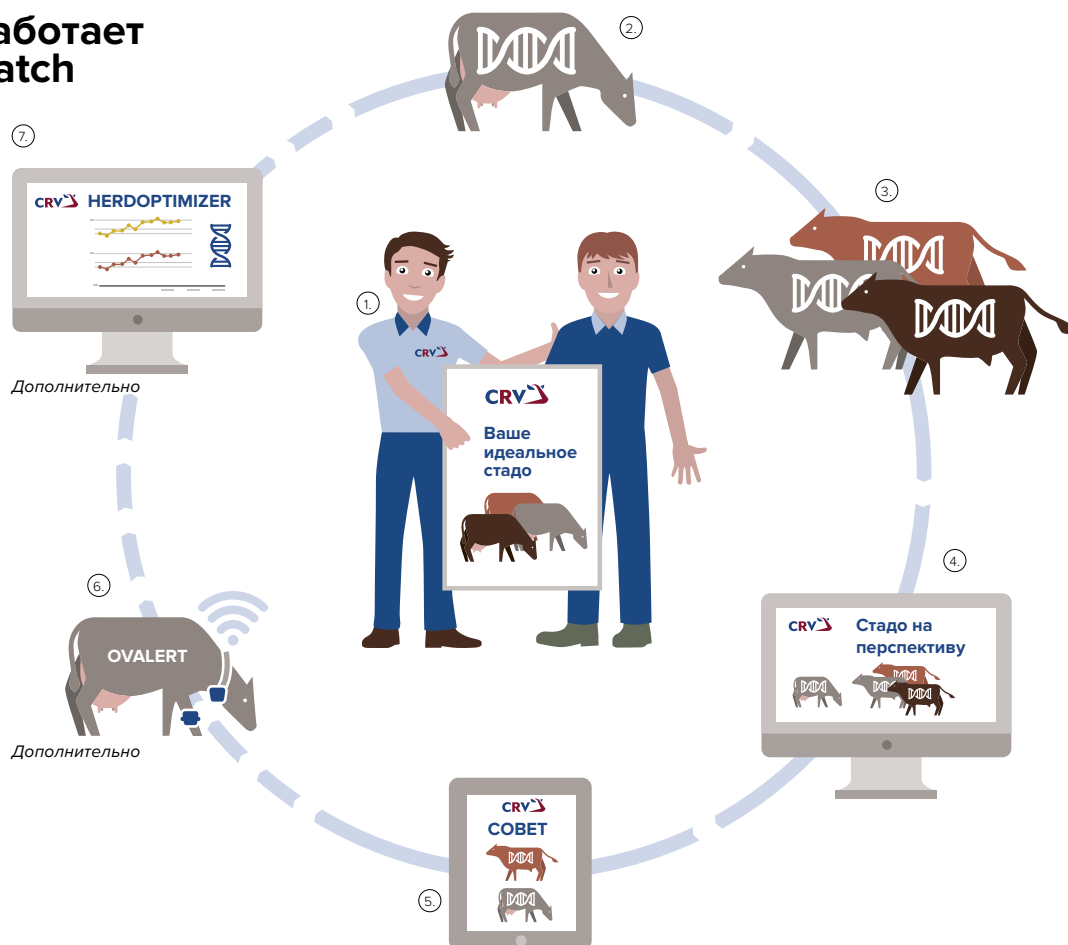 аботает
atch
2.
7.
3.
CRV HERDOPTIMIZER
1.
CRV
Дополнительно
CRV
Ваше
идеальное
стадо
4.
6.
CRV
Стадо на
перспективу
OVALERT
Дополнительно
CRV
СОВЕТ
5.